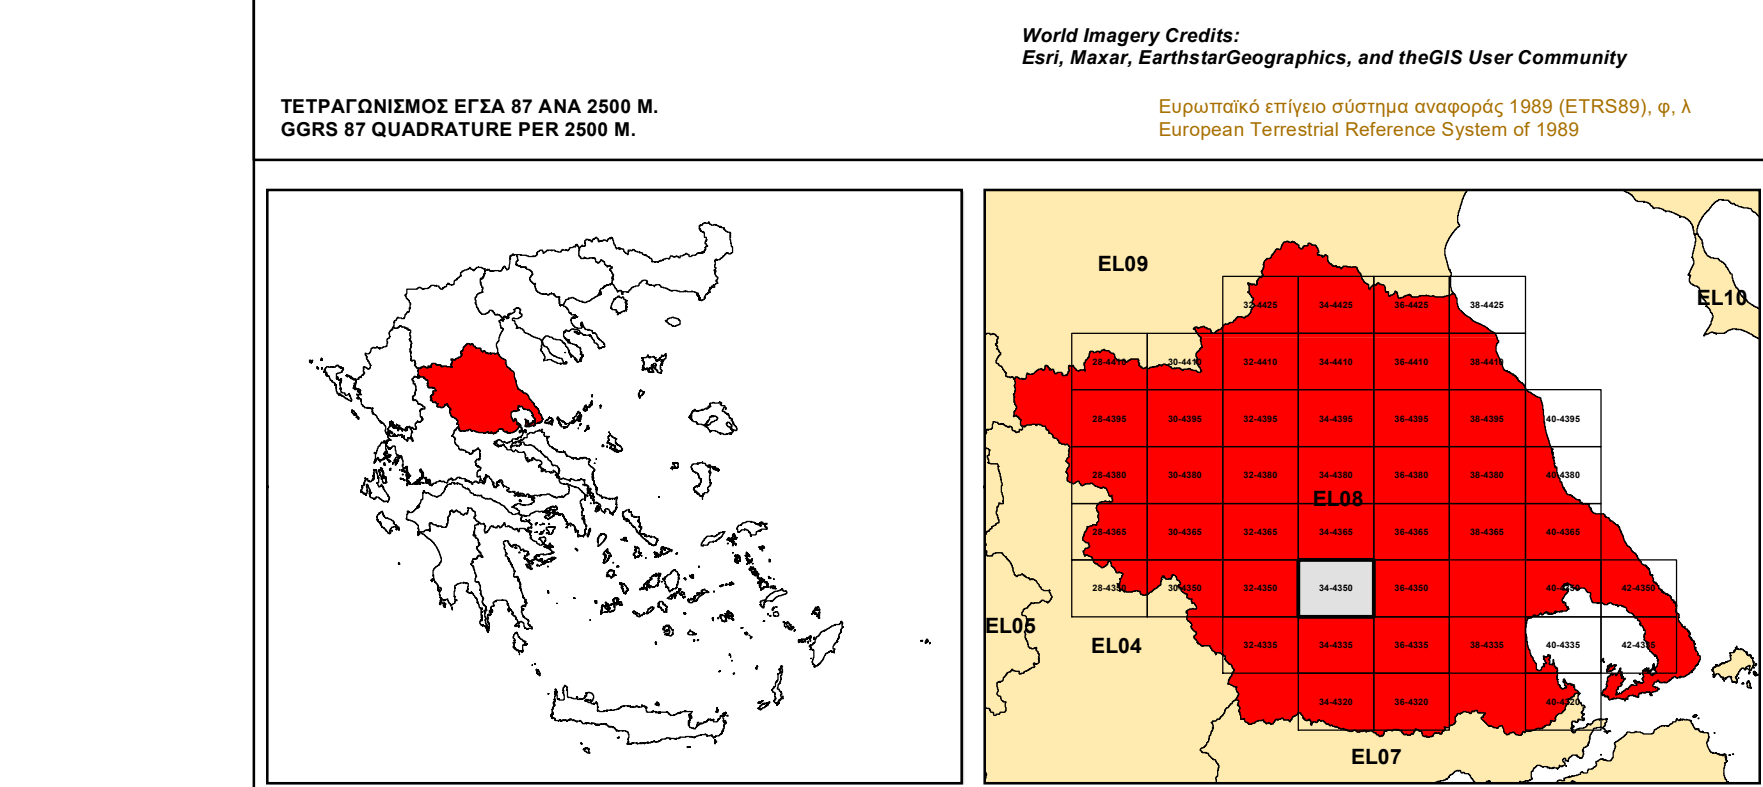 World Imagery Credits:
Esri, Maxar, EarthstarGeographics, and theGIS User Community
ΤΕΤΡΑΓΩΝΙΣΜΟΣ ΕΓΣΑ 87 ΑΝΑ 2500 Μ.
GGRS 87 QUADRATURE PER 2500 M.
Ευρωπαϊκό επίγειο σύστημα αναφοράς 1989 (ETRS89), φ, λ
European Terrestrial Reference System of 1989
EL09
EL10
32-4425 34-4425 36-4425 38-4425
28-4410 30-4410 32-4410 34-4410 36-4410 38-4410
28-4395 30-4395 32-4395 34-4395 36-4395 38-4395 40-4395
28-4380 30-4380 32-4380 34-4380 36-4380 38-4380 40-4380
EL08
28-4365 30-4365 32-4365 34-4365 36-4365 38-4365 40-4365
28-4350 30-4350 32-4350 34-4350 36-4350 40-4350 42-4350
EL05
EL04
32-4335 34-4335 36-4335 38-4335 40-4335 42-4335
34-4320 36-4320 40-4320
EL07